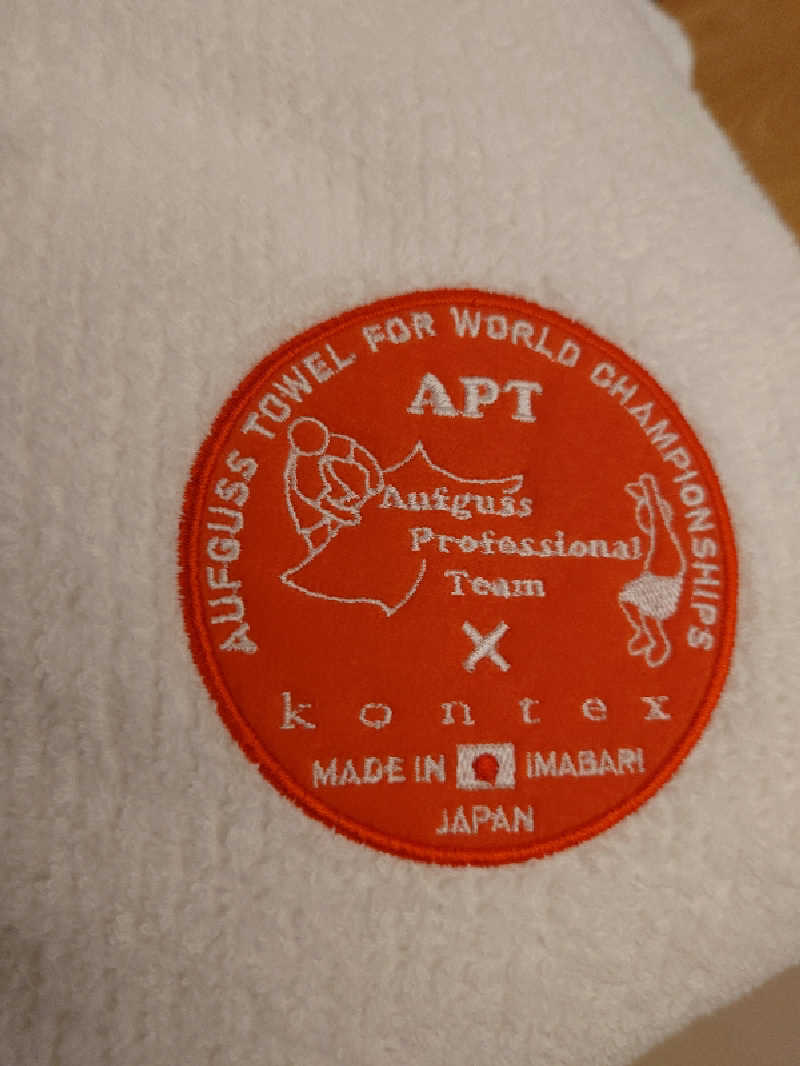 AUFGUSS TOWEL FOR WORLD CHAMPIONSHIPS
APT
Aufguss
Professional
Team
×
kontex
MADE IN IMABARI
JAPAN